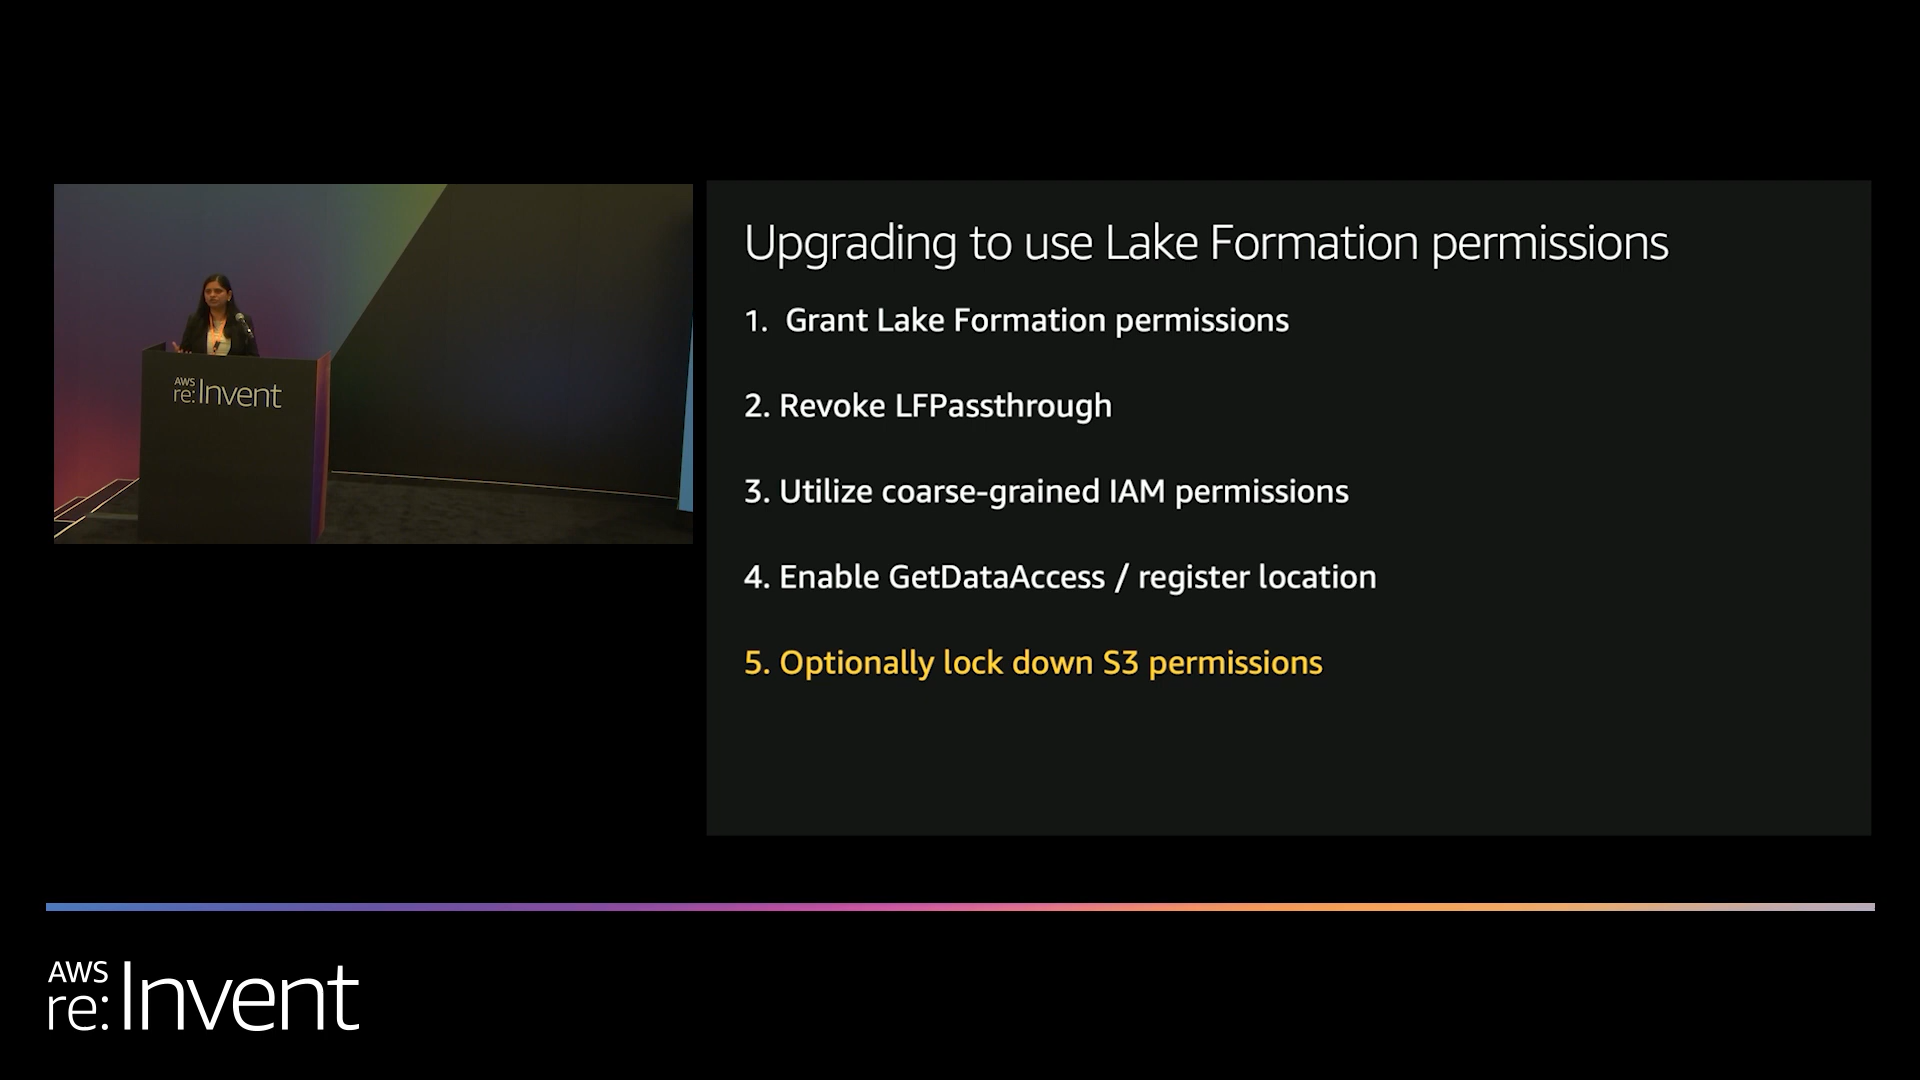 AWS
re:Invent
Upgrading to use Lake Formation permissions
1. Grant Lake Formation permissions
2. Revoke LFPassthrough
3. Utilize coarse-grained IAM permissions
4. Enable GetDataAccess / register location
5. Optionally lock down S3 permissions
AWS
re:Invent